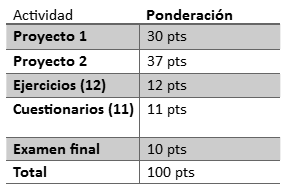 Actividad Ponderación
Proyecto 1 30 pts
Proyecto 2 37 pts
Ejercicios (12) 12 pts
Cuestionarios (11) 11 pts
Examen final 10 pts
Total 100 pts